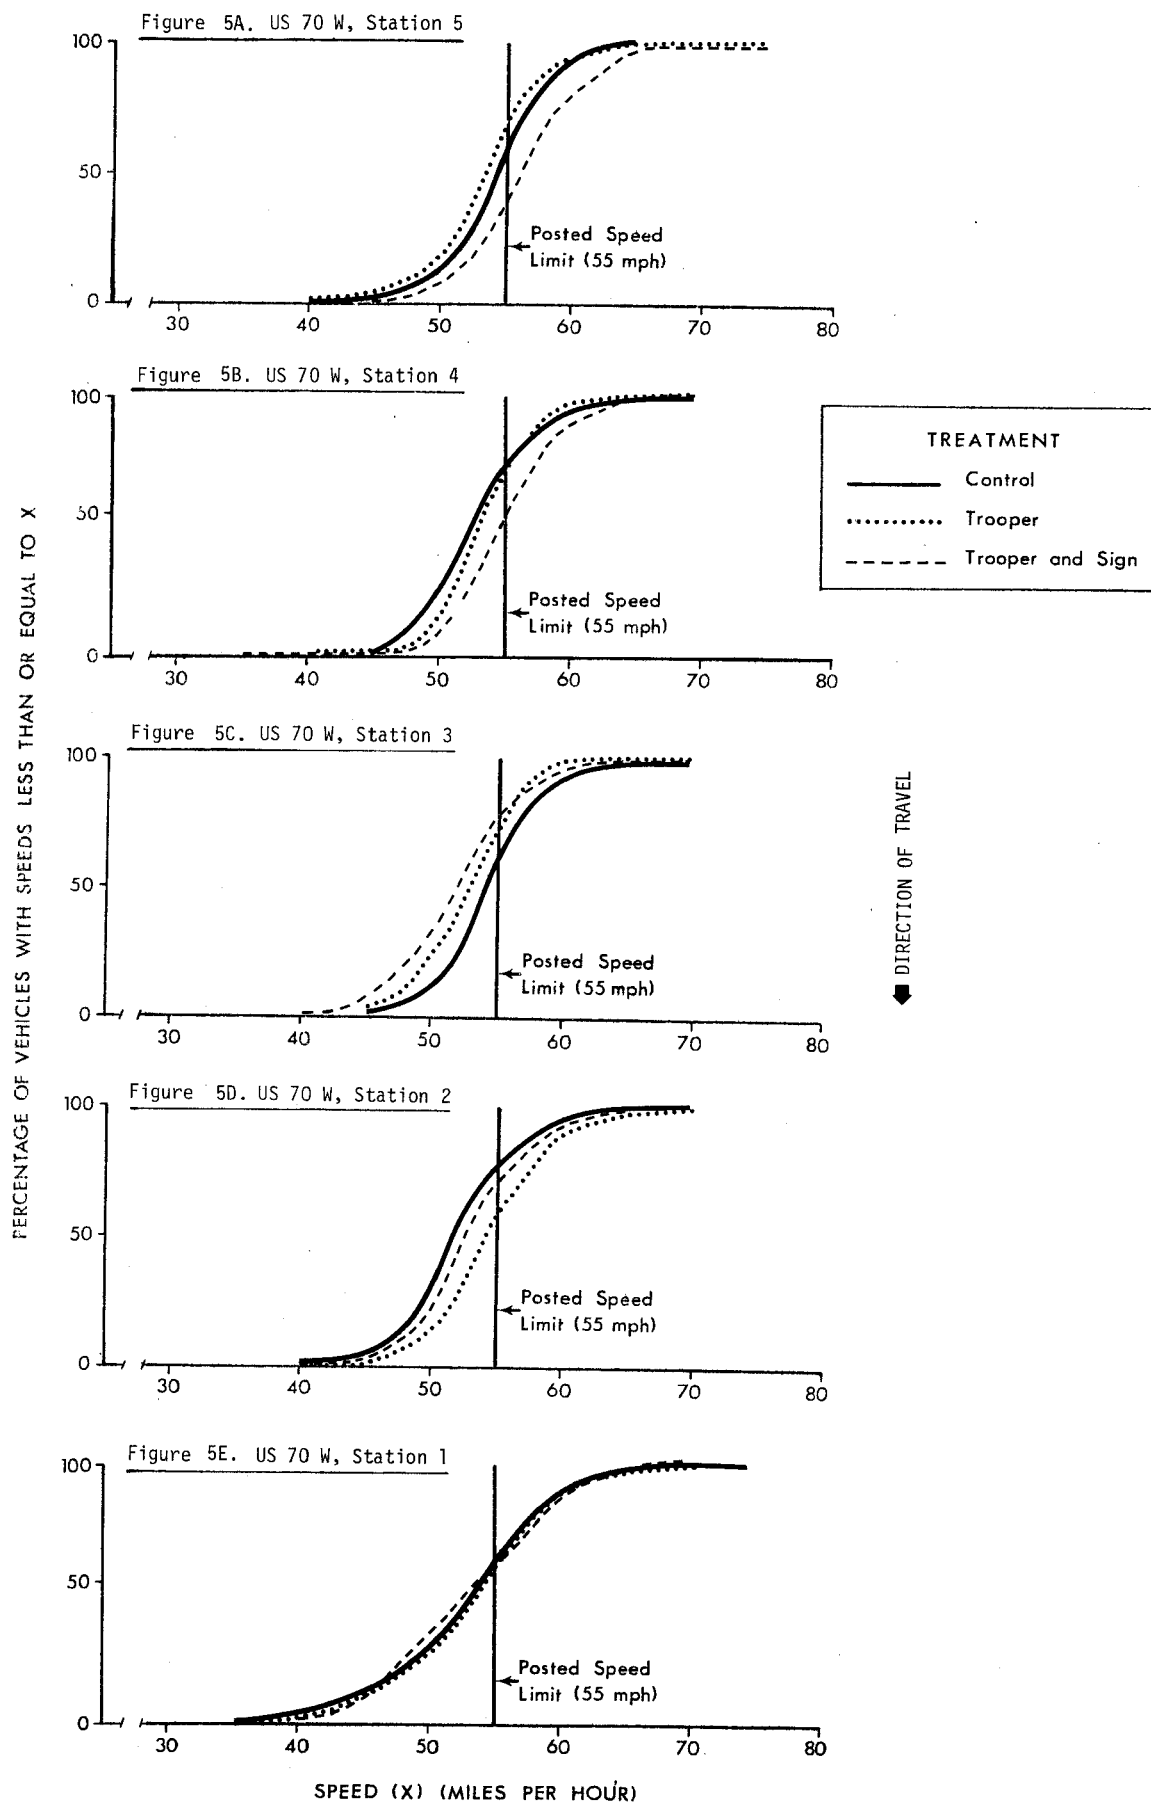 Figure 5A. US 70 W, Station 5
100
50
0
Posted Speed
Limit (55 mph)
30 40 50 60 70 80
Figure 5B. US 70 W, Station 4
100
50
0
Posted Speed
Limit (55 mph)
30 40 50 60 70 80
TREATMENT
Control
Trooper
Trooper and Sign
PERCENTAGE OF VEHICLES WITH SPEEDS LESS THAN OR EQUAL TO X
Figure 5C. US 70 W, Station 3
100
50
0
Posted Speed
Limit (55 mph)
30 40 50 60 70 80
DIRECTION OF TRAVEL
Figure 5D. US 70 W, Station 2
100
50
0
Posted Speed
Limit (55 mph)
30 40 50 60 70 80
Figure 5E. US 70 W, Station 1
100
50
0
Posted Speed
Limit (55 mph)
30 40 50 60 70 80
SPEED (X) (MILES PER HOUR)